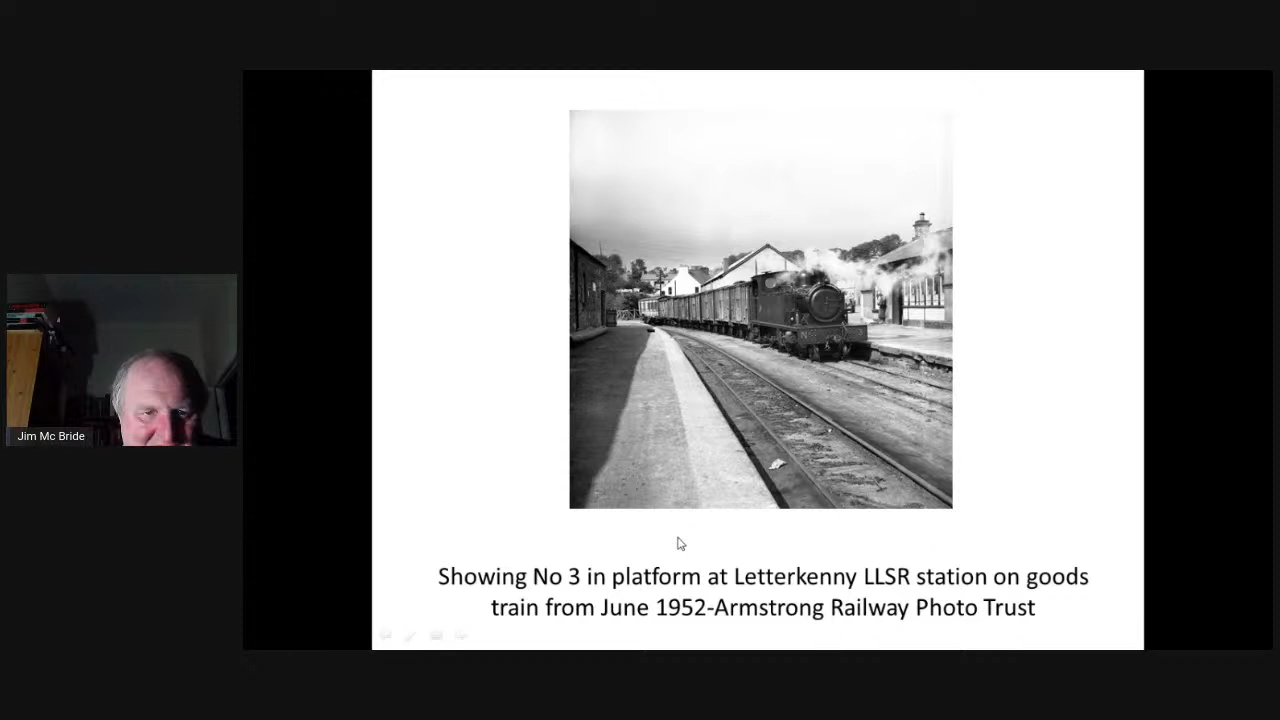 Jim Mc Bride
Showing No 3 in platform at Letterkenny LLSR station on goods
train from June 1952-Armstrong Railway Photo Trust